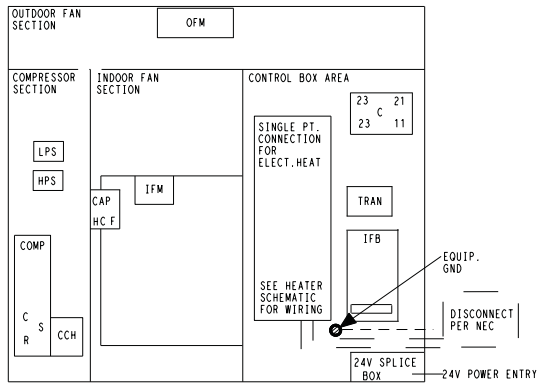 OUTDOOR FAN
SECTION
OFM
COMPRESSOR
SECTION
INDOOR FAN
SECTION
CONTROL BOX AREA
23 21
C
23 11
SINGLE PT.
CONNECTION
FOR
ELECT.HEAT
LPS
HPS
IFM
CAP
H C F
TRAN
COMP
IFB
EQUIP.
GND
SEE HEATER
SCHEMATIC
FOR WIRING
C
S
R
CCH
DISCONNECT
PER NEC
24V SPLICE
BOX
24V POWER ENTRY